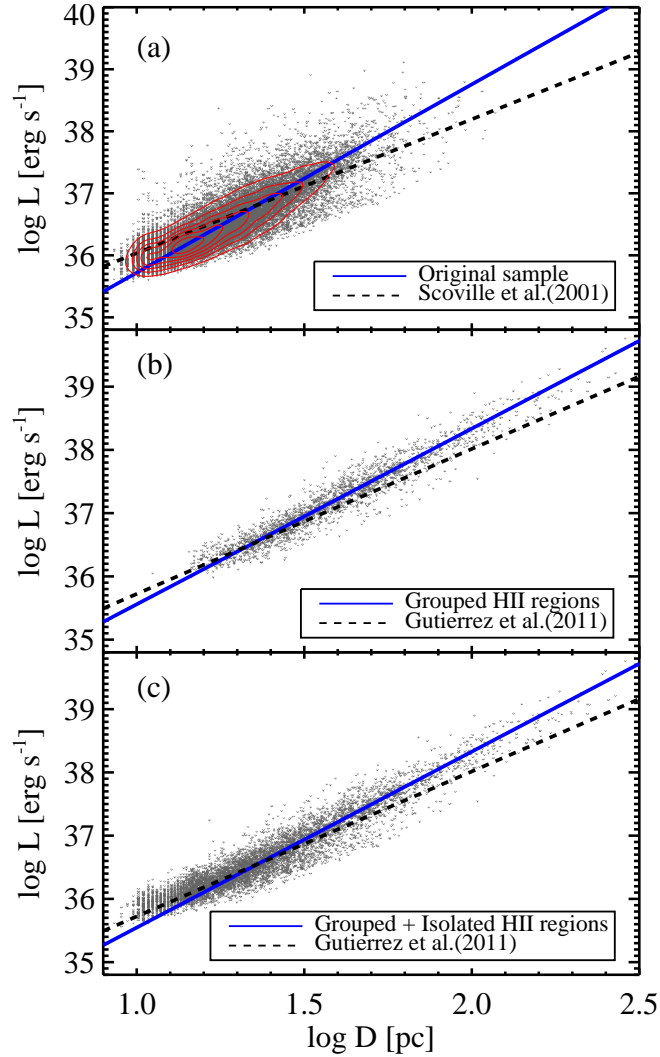 40
39
38
37
36
35
log L [erg s-1]
(a)
Original sample
Scoville et al.(2001)
39
38
37
36
35
log L [erg s-1]
(b)
Grouped HII regions
Gutierrez et al.(2011)
39
38
37
36
35
log L [erg s-1]
(c)
Grouped + Isolated HII regions
Gutierrez et al.(2011)
1.0 1.5 2.0 2.5
log D [pc]